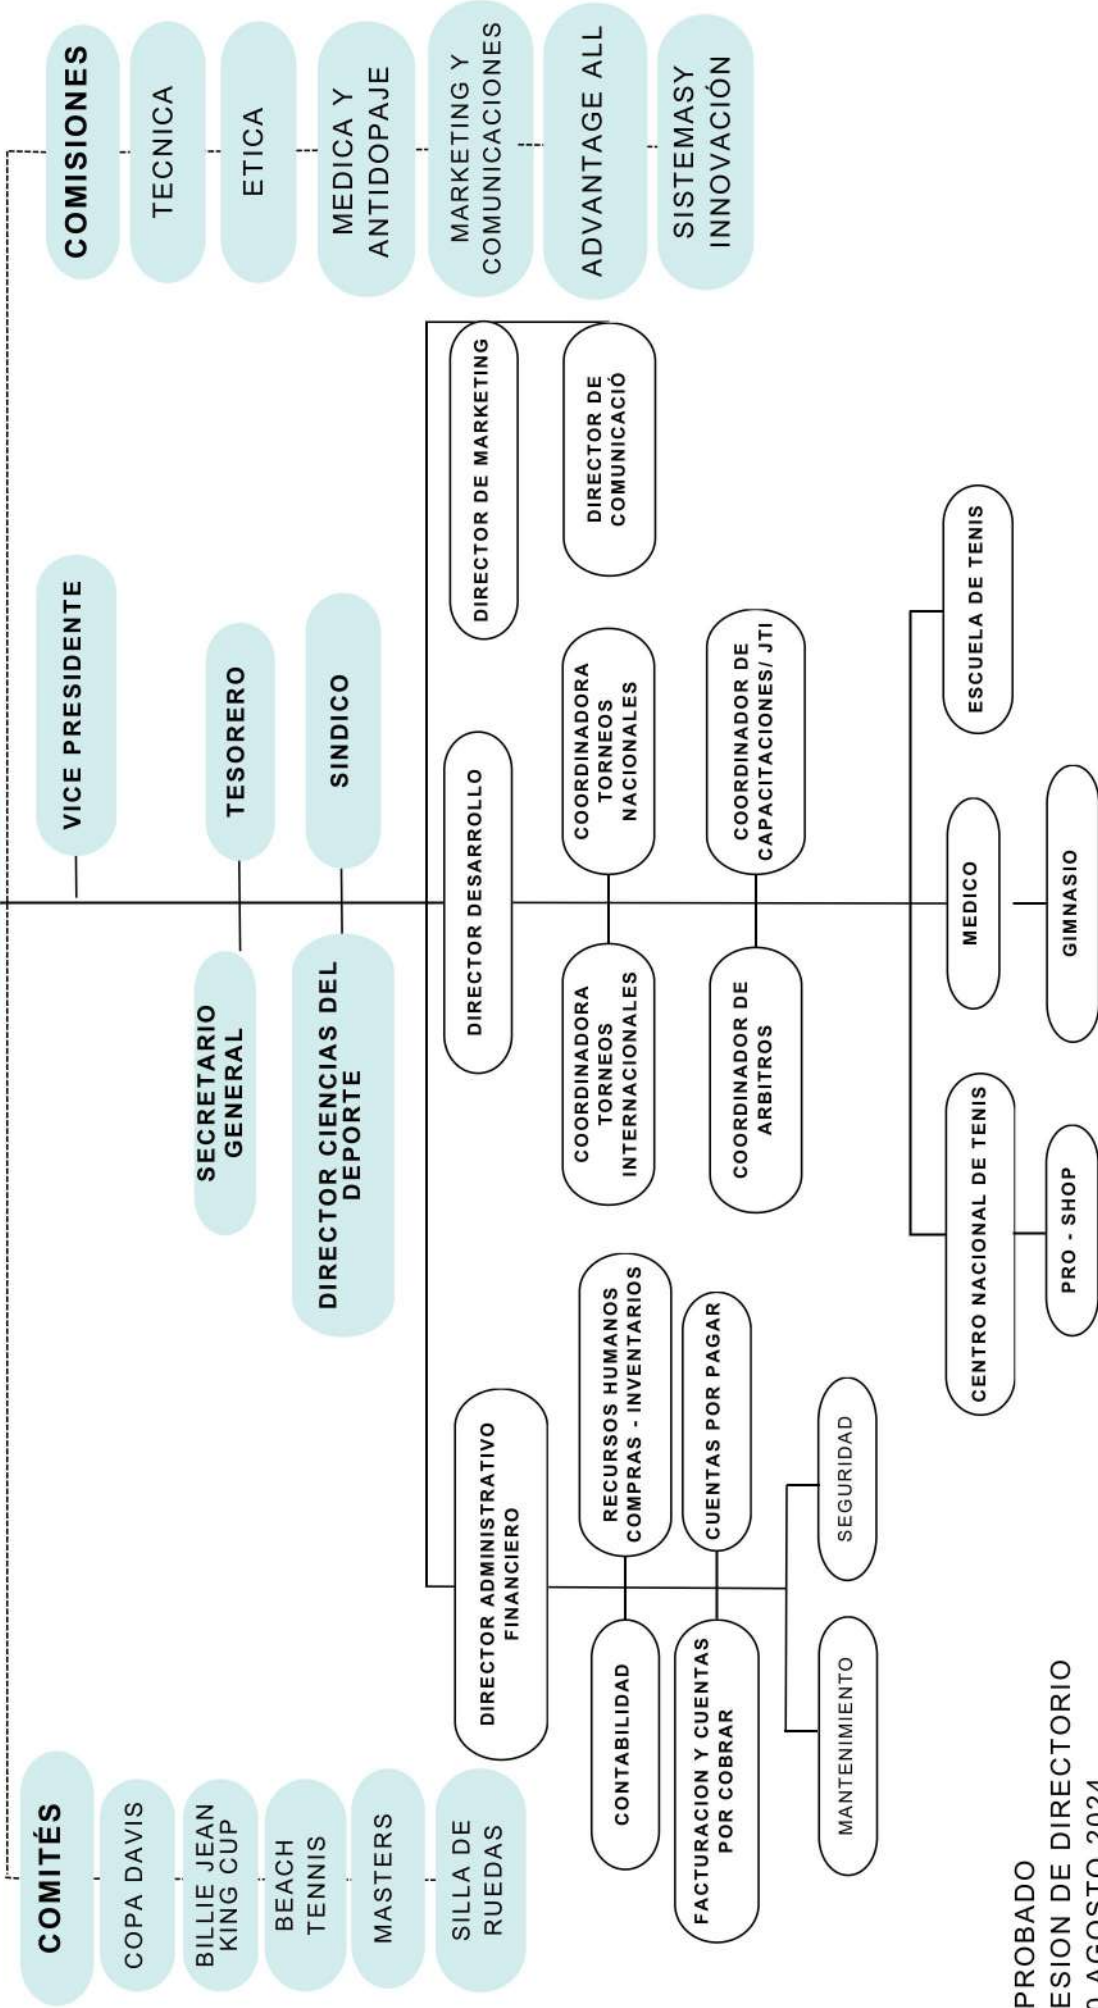 COMITÉS
COPA DAVIS
BILLIE JEAN
KING CUP
BEACH
TENNIS
MASTERS
SILLA DE
RUEDAS
VICE PRESIDENTE
SECRETARIO
GENERAL
TESORERO
DIRECTOR CIENCIAS DEL
DEPORTE
SINDICO
COMISIONES
TECNICA
ETICA
MEDICA Y
ANTIDOPAJE
MARKETING Y
COMUNICACIONES
ADVANTAGE ALL
SISTEMASY
INNOVACIÓN
DIRECTOR ADMINISTRATIVO
FINANCIERO
CONTABILIDAD
RECURSOS HUMANOS
COMPRAS - INVENTARIOS
FACTURACION Y CUENTAS
POR COBRAR
CUENTAS POR PAGAR
MANTENIMIENTO
SEGURIDAD
DIRECTOR DESARROLLO
COORDINADORA
TORNEOS
INTERNACIONALES
COORDINADORA
TORNEOS
NACIONALES
COORDINADOR DE
ARBITROS
COORDINADOR DE
CAPACITACIONES/ JTI
DIRECTOR DE MARKETING
DIRECTOR DE
COMUNICACIÓ
CENTRO NACIONAL DE TENIS
MEDICO
ESCUELA DE TENIS
PRO - SHOP
GIMNASIO
PROBADO
ESION DE DIRECTORIO
AGOSTO 2024